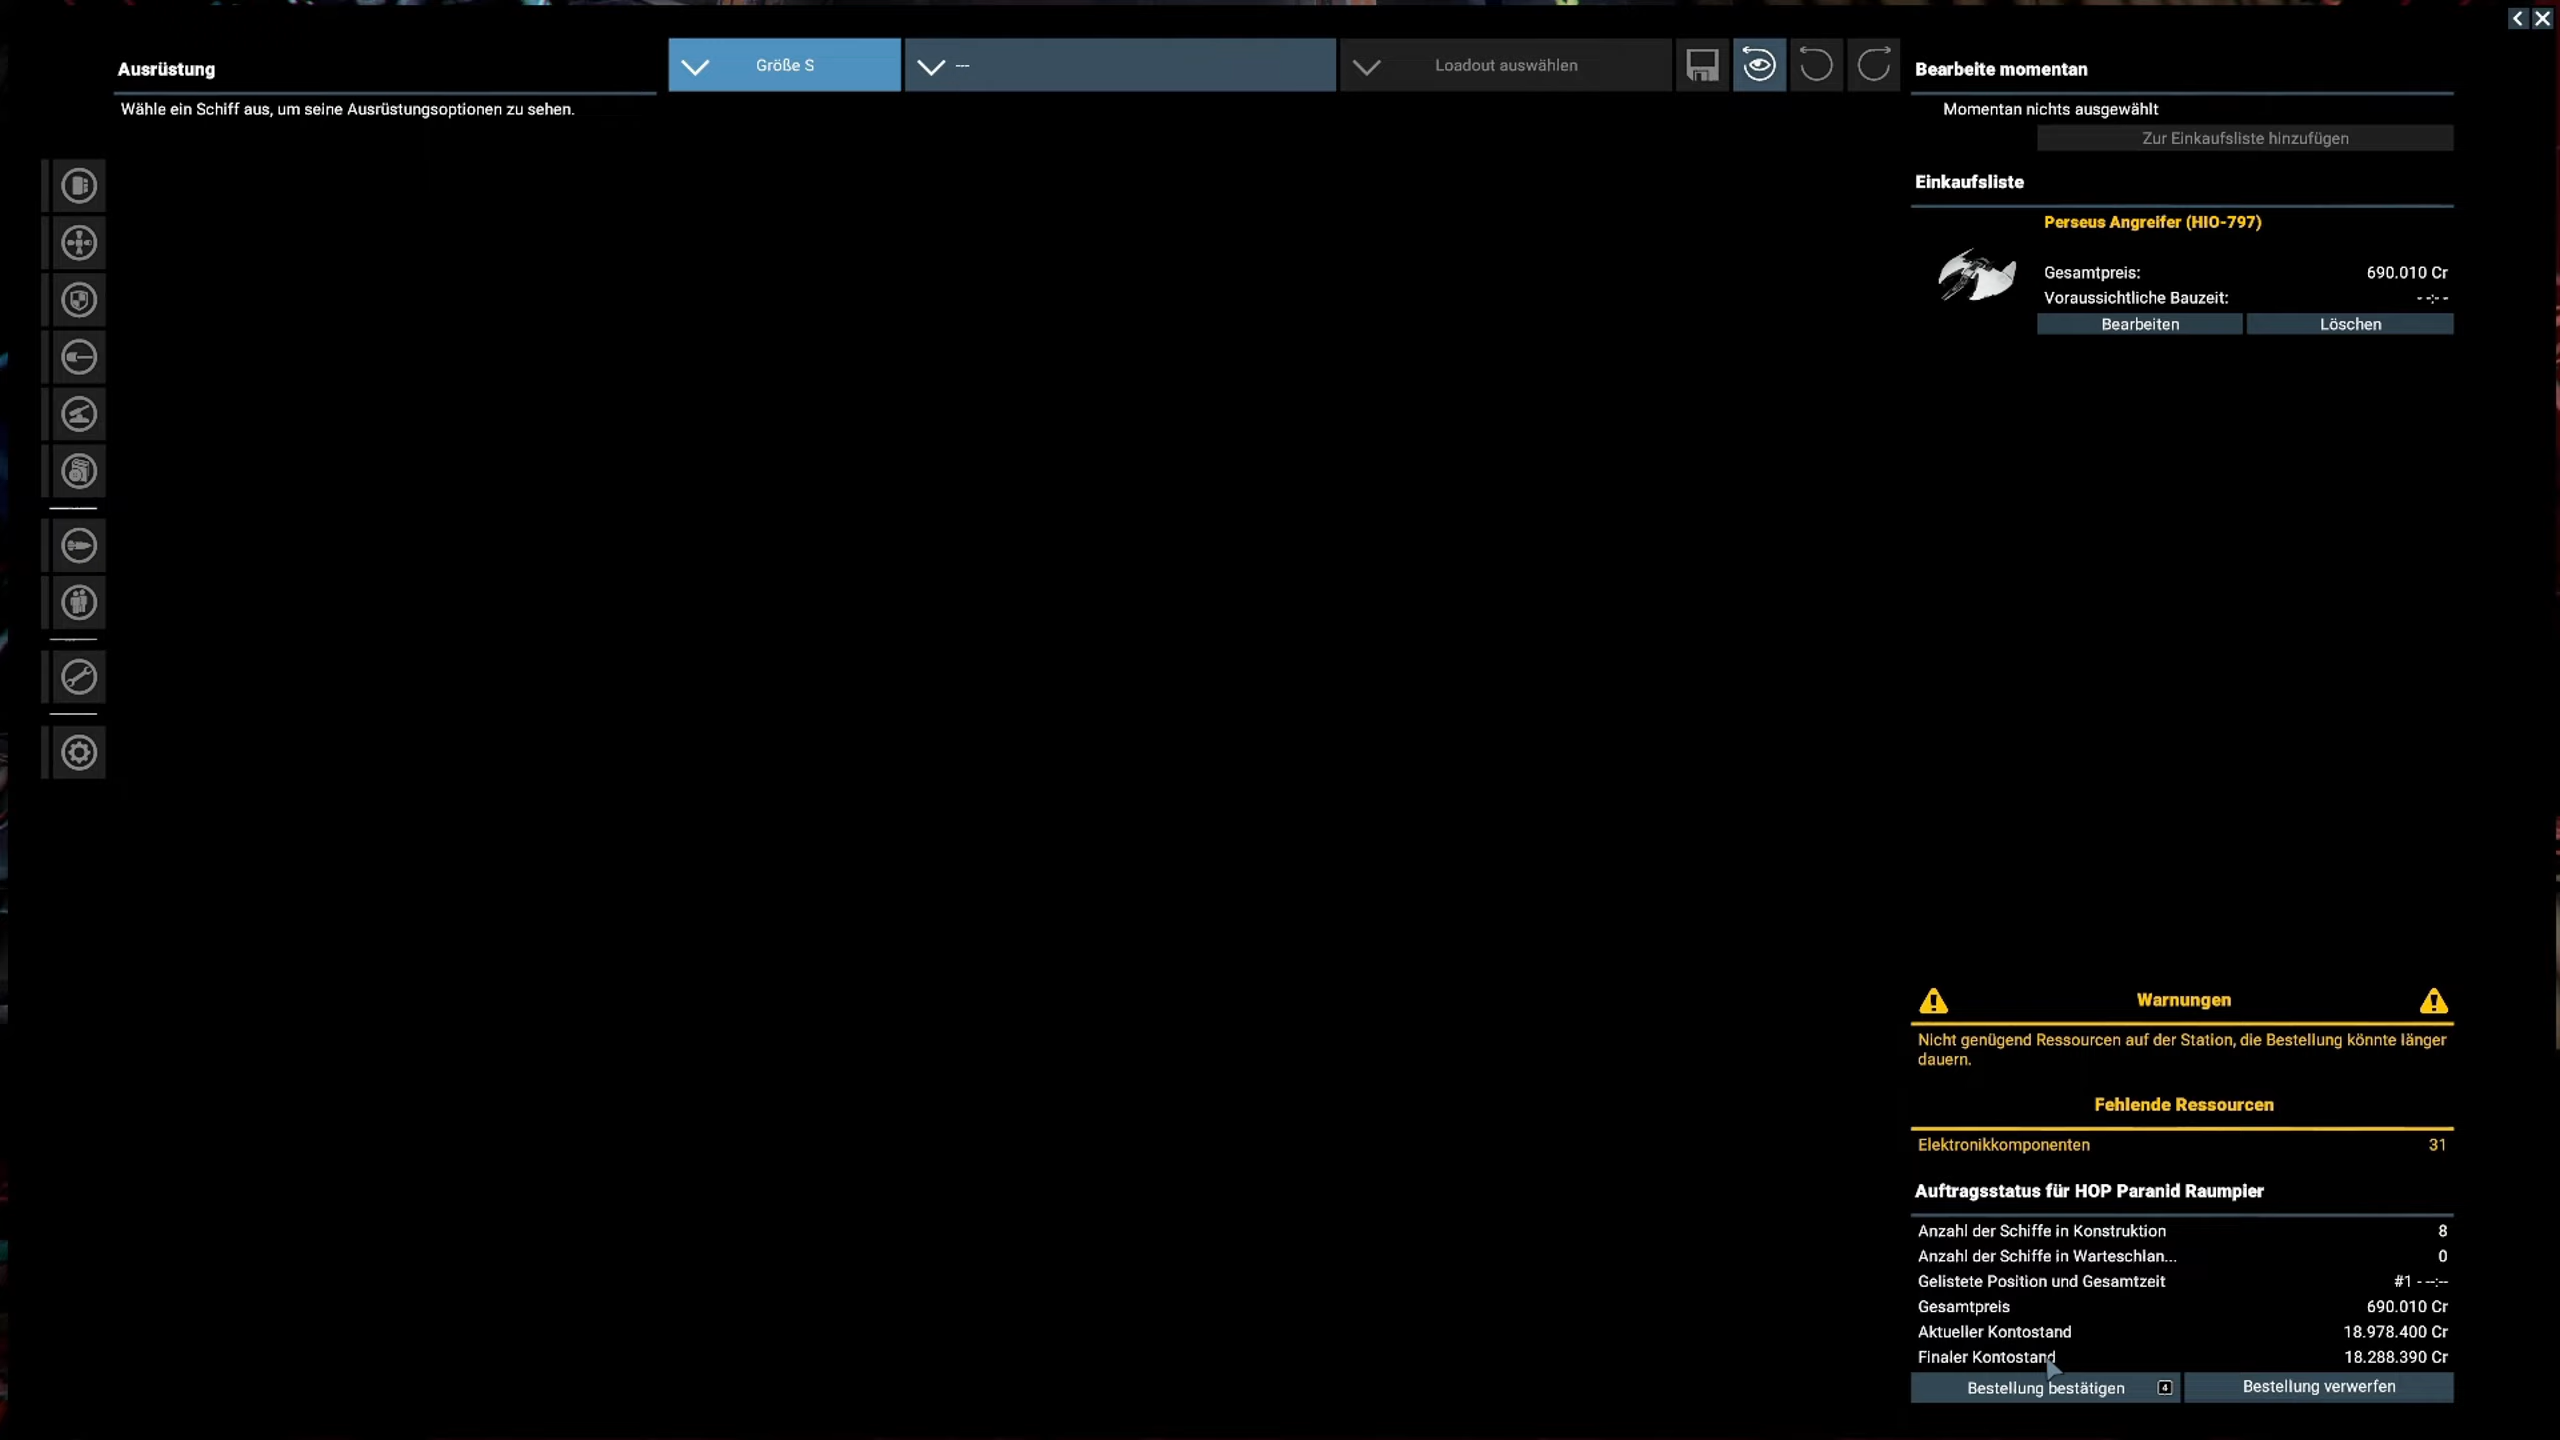 Ausrüstung
Wähle ein Schiff aus, um seine Ausrüstungsoptionen zu sehen.
Größe S
---
Loadout auswählen
Bearbeite momentan
Momentan nichts ausgewählt
Zur Einkaufsliste hinzufügen
Einkaufsliste
Perseus Angreifer (HIO-797)
Gesamtpreis: 690.010 Cr
Voraussichtliche Bauzeit: --:--
Bearbeiten Löschen
Warnungen
Nicht genügend Ressourcen auf der Station, die Bestellung könnte länger
dauern.
Fehlende Ressourcen
Elektronikkomponenten 31
Auftragsstatus für HOP Paranid Raumpier
Anzahl der Schiffe in Konstruktion 8
Anzahl der Schiffe in Warteschlan... 0
Gelistete Position und Gesamtzeit #1 - --:--
Gesamtpreis 690.010 Cr
Aktueller Kontostand 18.978.400 Cr
Finaler Kontostand 18.288.390 Cr
Bestellung bestätigen 4 Bestellung verwerfen